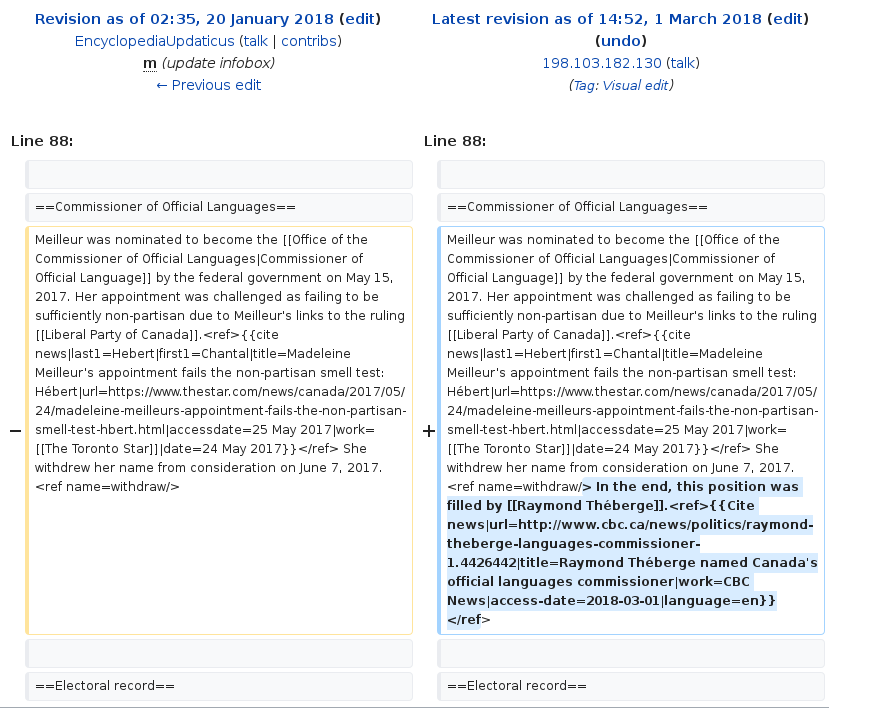 Revision as of 02:35, 20 January 2018 (edit)
EncyclopediaUpdaticus (talk | contribs)
m (update infobox)
← Previous edit
Latest revision as of 14:52, 1 March 2018 (edit)
(undo)
198.103.182.130 (talk)
(Tag: Visual edit)
Line 88:
Line 88:
==Commissioner of Official Languages==
==Commissioner of Official Languages==
−
Meilleur was nominated to become the [[Office of the
Commissioner of Official Languages|Commissioner of
Official Language]] by the federal government on May 15,
2017. Her appointment was challenged as failing to be
sufficiently non-partisan due to Meilleur's links to the ruling
[[Liberal Party of Canada]].<ref>{{cite
news|last1=Hebert|first1=Chantal|title=Madeleine
Meilleur's appointment fails the non-partisan smell test:
Hébert|url=https://www.thestar.com/news/canada/2017/05/
24/madeleine-meilleurs-appointment-fails-the-non-partisan-
smell-test-hbert.html|accessdate=25 May 2017|work=
[[The Toronto Star]]|date=24 May 2017}}</ref> She
withdrew her name from consideration on June 7, 2017.
<ref name=withdraw/>
+
Meilleur was nominated to become the [[Office of the
Commissioner of Official Languages|Commissioner of
Official Language]] by the federal government on May 15,
2017. Her appointment was challenged as failing to be
sufficiently non-partisan due to Meilleur's links to the ruling
[[Liberal Party of Canada]].<ref>{{cite
news|last1=Hebert|first1=Chantal|title=Madeleine
Meilleur's appointment fails the non-partisan smell test:
Hébert|url=https://www.thestar.com/news/canada/2017/05/
24/madeleine-meilleurs-appointment-fails-the-non-partisan-
smell-test-hbert.html|accessdate=25 May 2017|work=
[[The Toronto Star]]|date=24 May 2017}}</ref> She
withdrew her name from consideration on June 7, 2017.
<ref name=withdraw/> In the end, this position was
filled by [[Raymond Théberge]].<ref>{{Cite
news|url=http://www.cbc.ca/news/politics/raymond-
theberge-languages-commissioner-
1.4426442|title=Raymond Théberge named Canada's
official languages commissioner|work=CBC
News|access-date=2018-03-01|language=en}}
</ref>
==Electoral record==
==Electoral record==